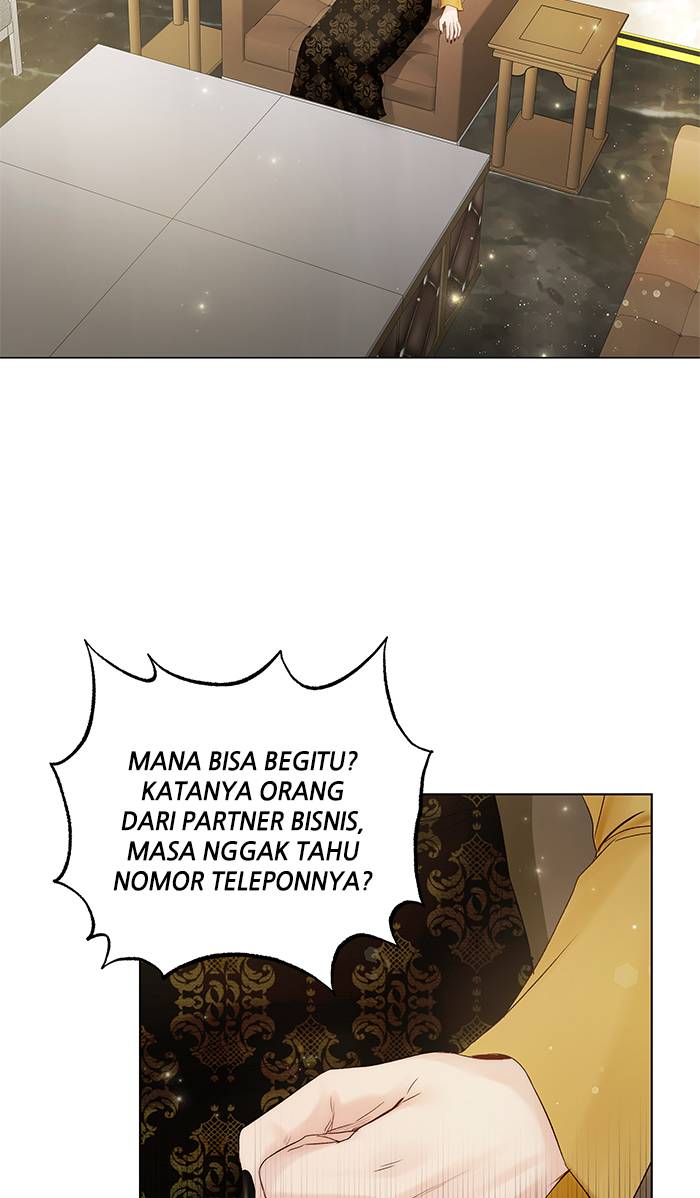 MANA BISA BEGITU?
KATANYA ORANG
DARI PARTNER BISNIS,
MASA NGGAK TAHU
NOMOR TELEPONNYA?